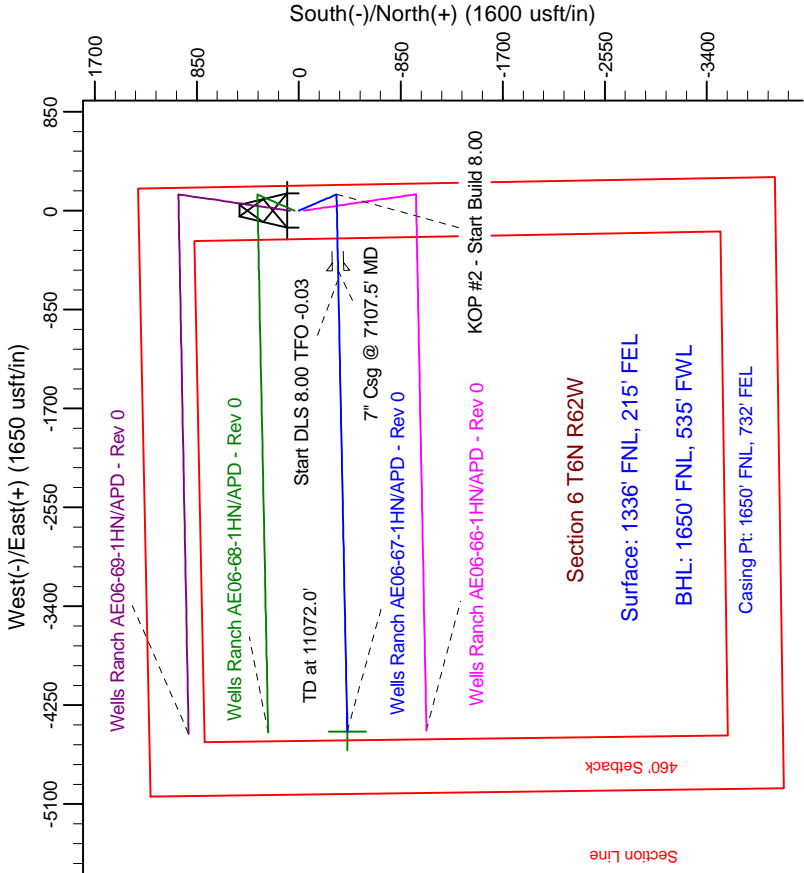 South(-)/North(+) (1600 usft/in)
1700
850
0
-850
-1700
-2550
-3400
West(-)/East(+) (1650 usft/in)
850
0
-850
-1700
-2550
-3400
-4250
-5100
Wells Ranch AE06-69-1HN/APD - Rev 0
Wells Ranch AE06-68-1HN/APD - Rev 0
Start DLS 8.00 TFO -0.03
TD at 11072.0'
7" Csg @ 7107.5' MD
Wells Ranch AE06-67-1HN/APD - Rev 0
KOP #2 - Start Build 8.00
Wells Ranch AE06-66-1HN/APD - Rev 0
Section 6 T6N R62W
Surface: 1336' FNL, 215' FEL
BHL: 1650' FNL, 535' FWL
Casing Pt: 1650' FNL, 732' FEL
460' Setback
Section Line